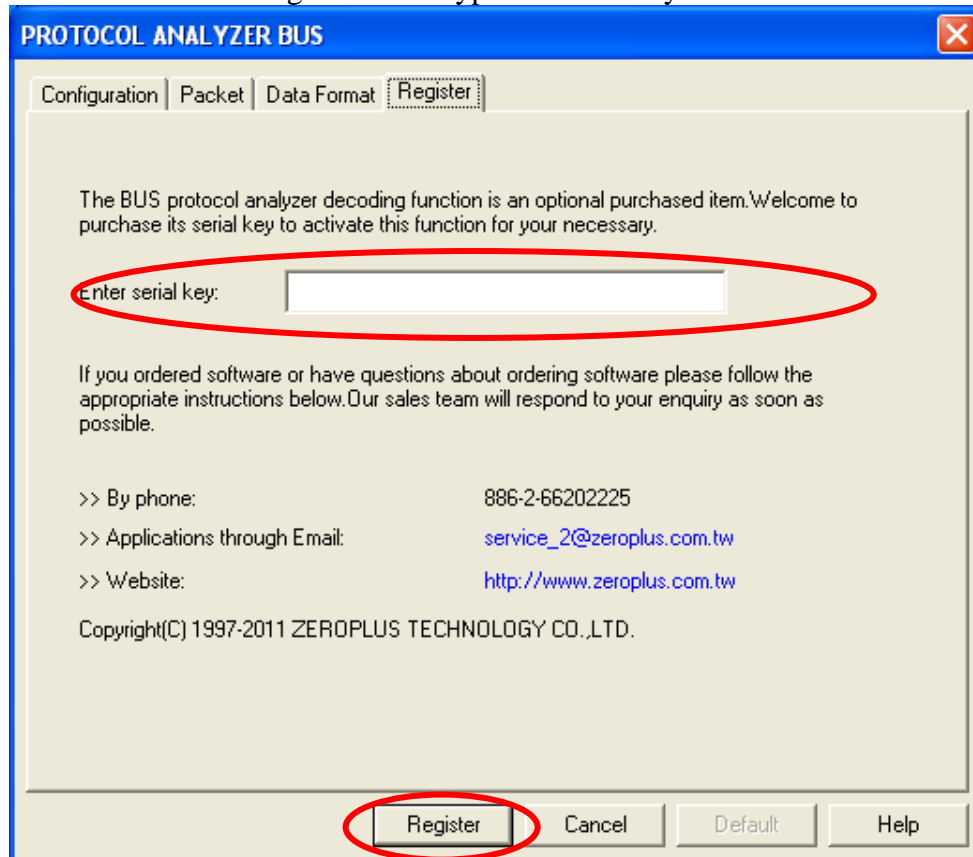 PROTOCOL ANALYZER BUS
Configuration Packet Data Format Register
The BUS protocol analyzer decoding function is an optional purchased item.Welcome to
purchase its serial key to activate this function for your necessary.
Enter serial key:
If you ordered software or have questions about ordering software please follow the
appropriate instructions below.Our sales team will respond to your enquiry as soon as
possible.
>> By phone: 886-2-66202225
>> Applications through Email: service_2@zeroplus.com.tw
>> Website: http://www.zeroplus.com.tw
Copyright(C) 1997-2011 ZEROPLUS TECHNOLOGY CO.,LTD.
Register Cancel Default Help